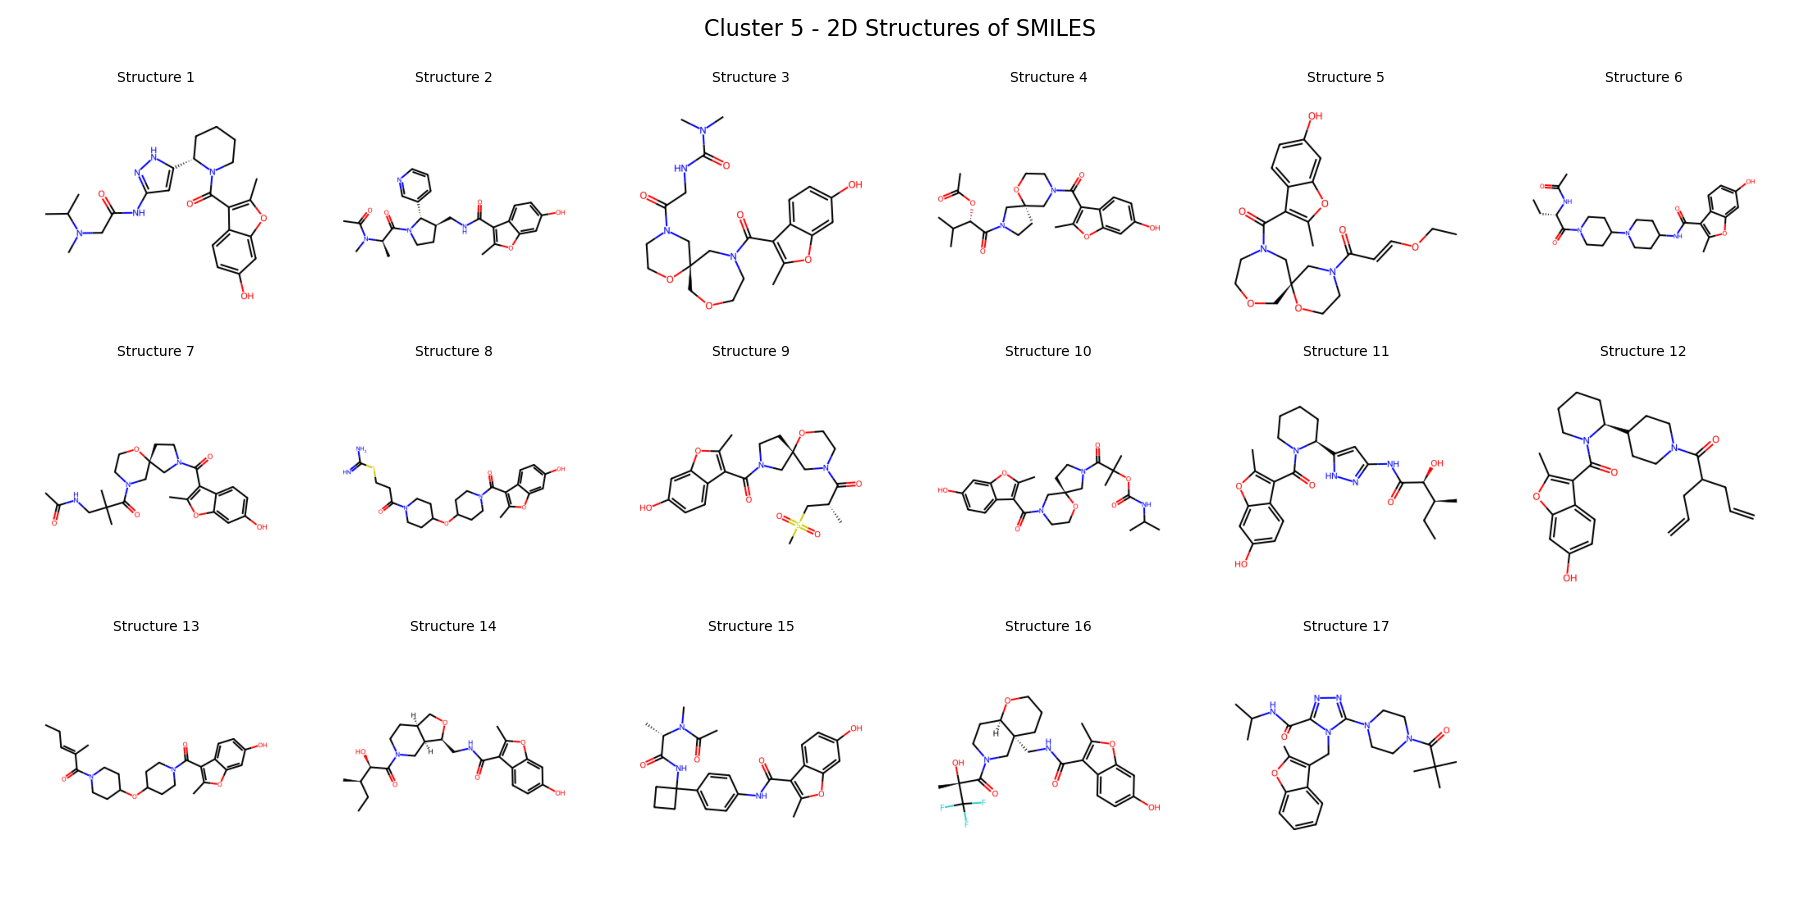 Cluster 5 - 2D Structures of SMILES
Structure 1
Structure 2
Structure 3
Structure 4
Structure 5
Structure 6
Structure 7
Structure 8
Structure 9
Structure 10
Structure 11
Structure 12
Structure 13
Structure 14
Structure 15
Structure 16
Structure 17